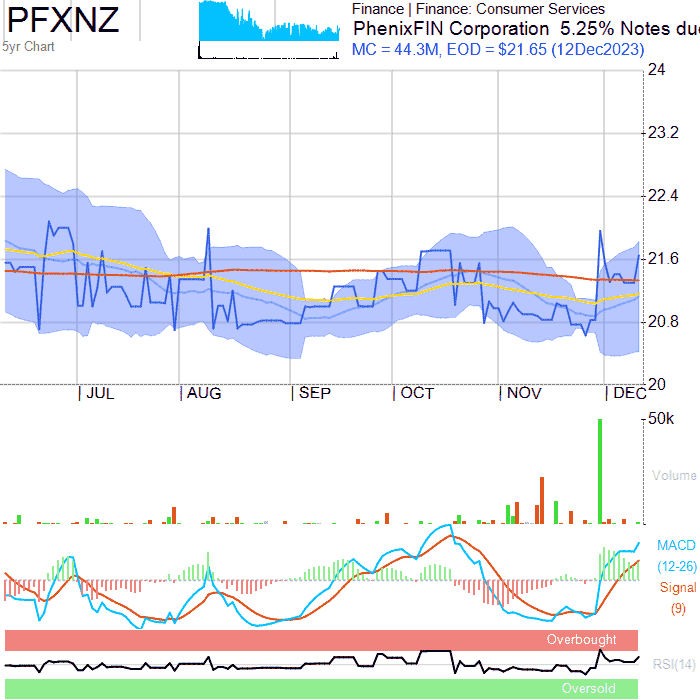 PFXNZ
5yr Chart
Finance | Finance: Consumer Services
PhenixFIN Corporation 5.25% Notes du
MC = 44.3M, EOD = $21.65 (12Dec2023)
24
23.2
22.4
21.6
20.8
20
| JUL | AUG | SEP | OCT | NOV | DEC
50k
Volume
MACD
(12-26)
Signal
(9)
Overbought
RSI(14)
Oversold